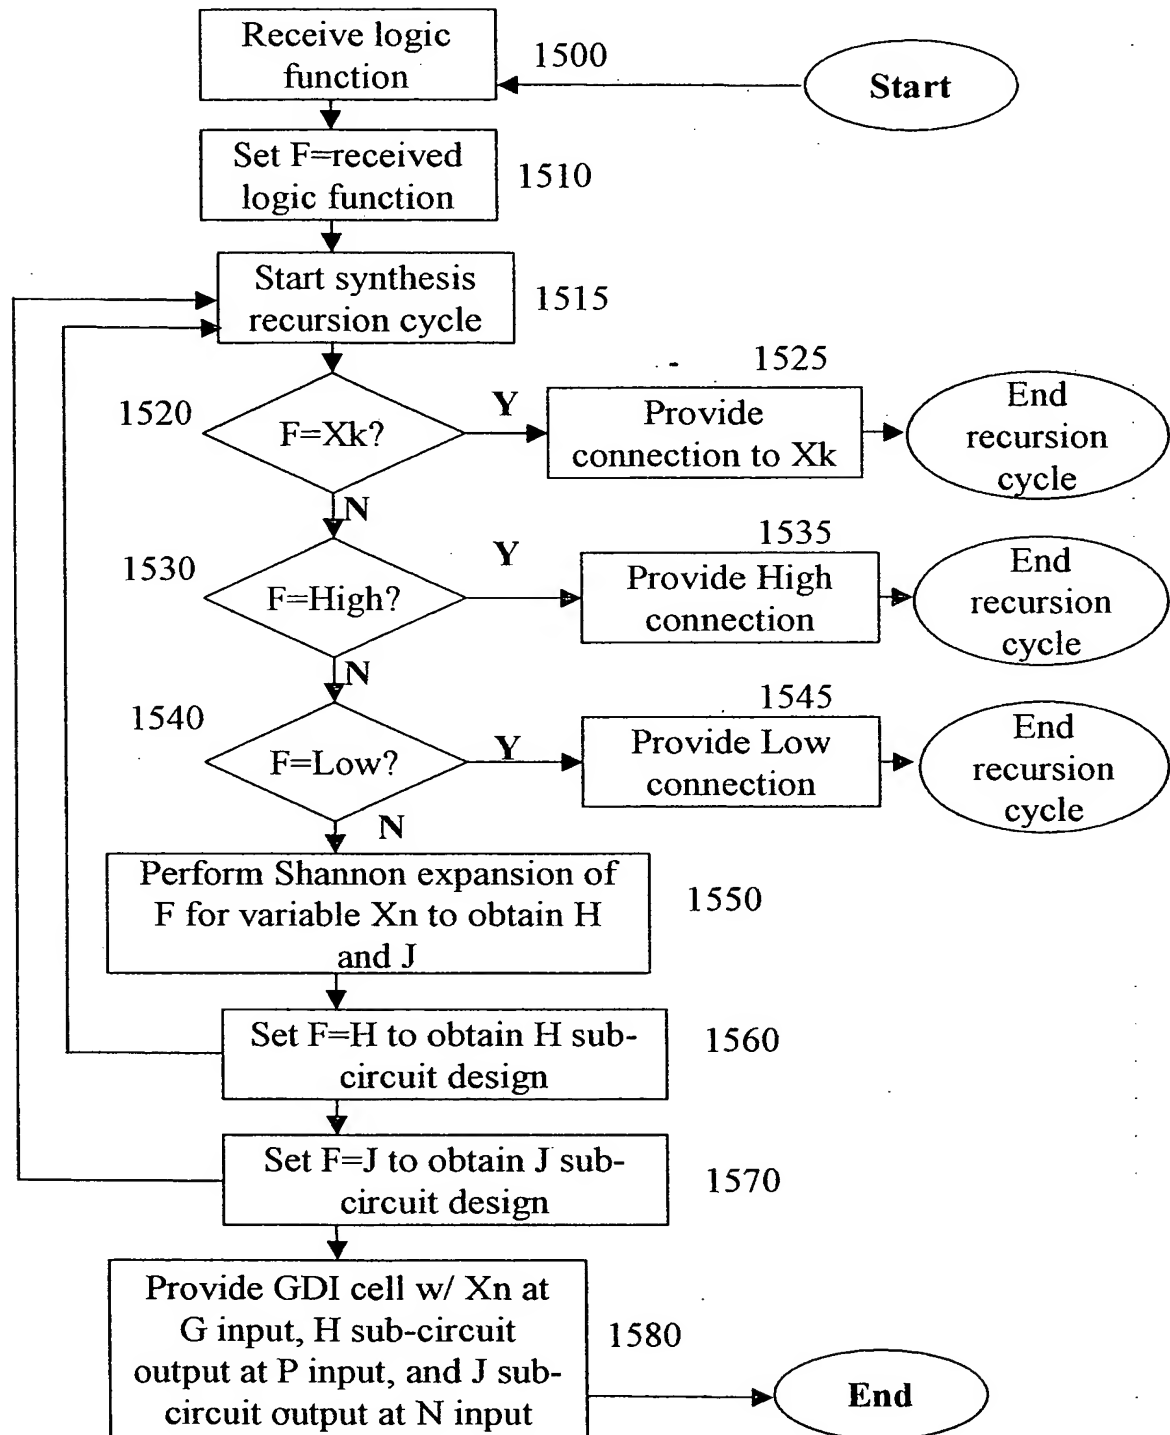 Receive logic
function
1500
Start
Set F=received
logic function
1510
Start synthesis
recursion cycle
1515
1520
F=Xk?
Y
1525
Provide
connection to Xk
End
recursion
cycle
N
1530
F=High?
Y
1535
Provide High
connection
End
recursion
cycle
N
1540
F=Low?
Y
1545
Provide Low
connection
End
recursion
cycle
N
Perform Shannon expansion of
F for variable Xn to obtain H
and J
1550
Set F=H to obtain H sub-
circuit design
1560
Set F=J to obtain J sub-
circuit design
1570
Provide GDI cell w/ Xn at
G input, H sub-circuit
output at P input, and J sub-
circuit output at N input
1580
End